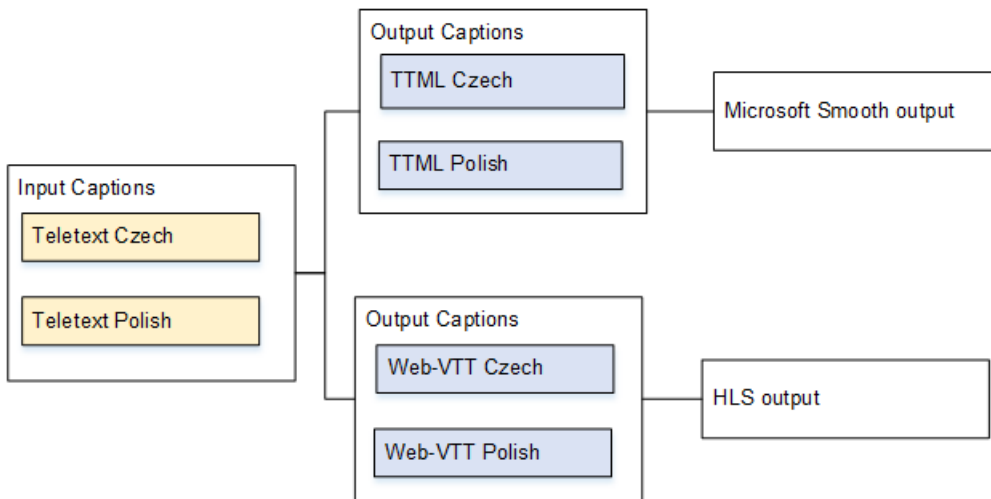 Input Captions
Teletext Czech
Teletext Polish
Output Captions
TTML Czech
TTML Polish
Microsoft Smooth output
Output Captions
Web-VTT Czech
Web-VTT Polish
HLS output